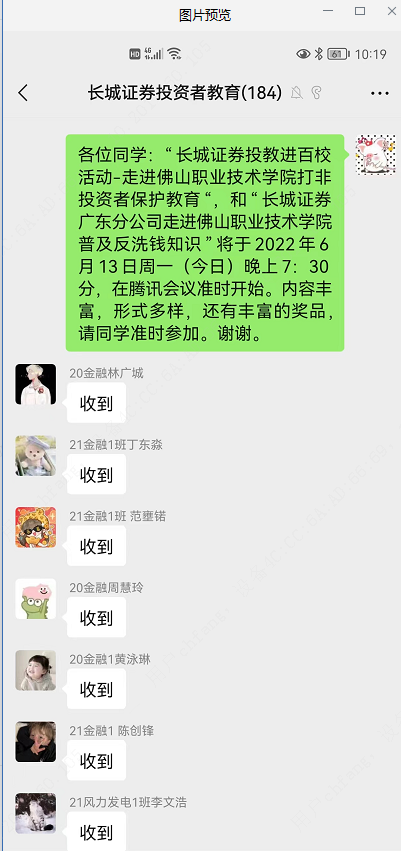 图片预览
HD 4G 61 10:19
长城证券投资者教育(184)
各位同学：“长城证券投教进百校
活动-走进佛山职业技术学院打非
投资者保护教育”，和“长城证券
广东分公司走进佛山职业技术学院
普及反洗钱知识”将于2022年6
月13日周一（今日）晚上7：30
分，在腾讯会议准时开始。内容丰
富，形式多样，还有丰富的奖品，
请同学准时参加。谢谢。
20金融林广城
收到
21金融1班丁东淼
收到
21金融1班 范壅锘
收到
20金融周慧玲
收到
20金融1黄泳琳
收到
21金融1 陈创锋
收到
21风力发电1班李文浩
收到